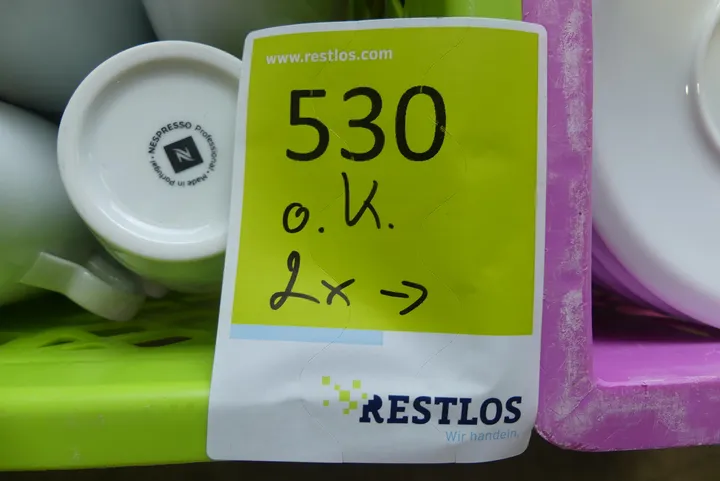 www.restlos.com
530
o.K.
2x →
RESTLOS
Wir handeln.
NESPRESSO Professional • Made in Portugal •
N